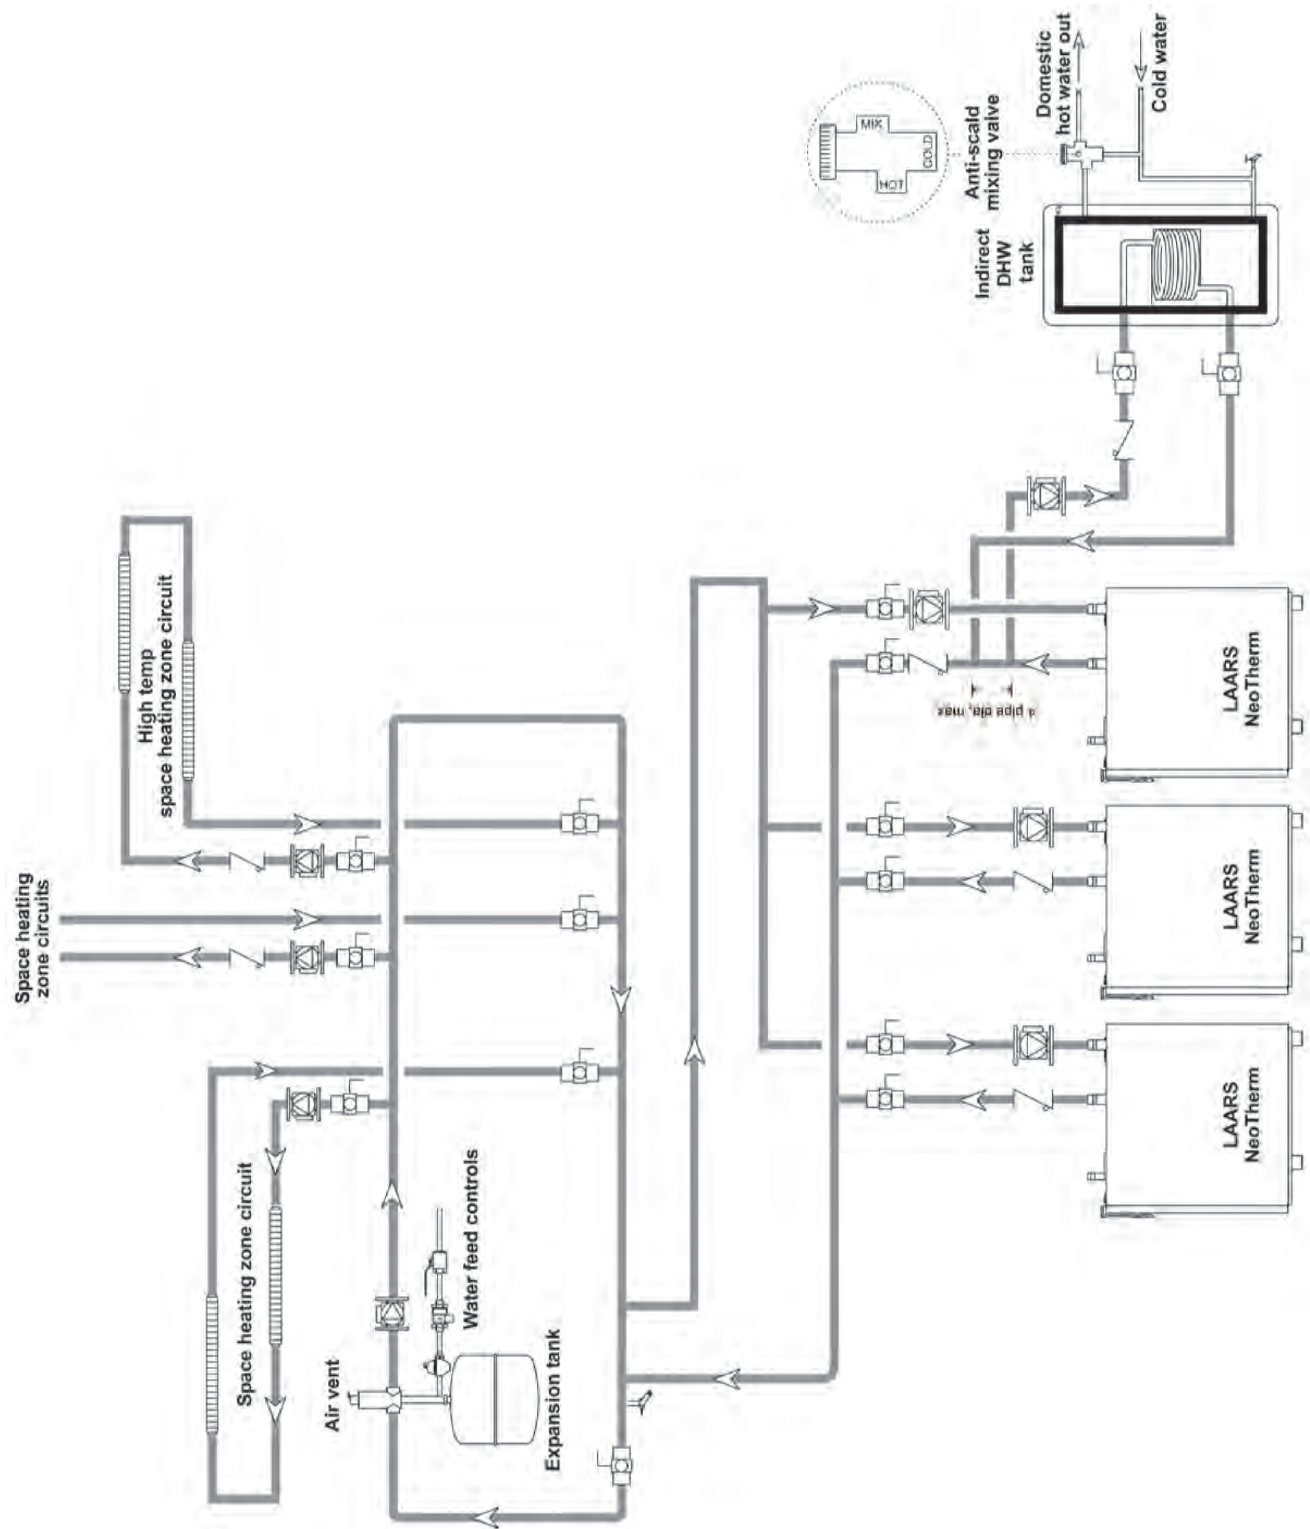 Domestic
hot water out
Cold water
MIX
HOT
COLD
Anti-scald
mixing valve
Indirect
DHW
tank
High temp
space heating zone circuit
Space heating
zone circuits
4 pipe dia, max
LAARS
NeoTherm
LAARS
NeoTherm
LAARS
NeoTherm
Space heating zone circuit
Water feed controls
Air vent
Expansion tank